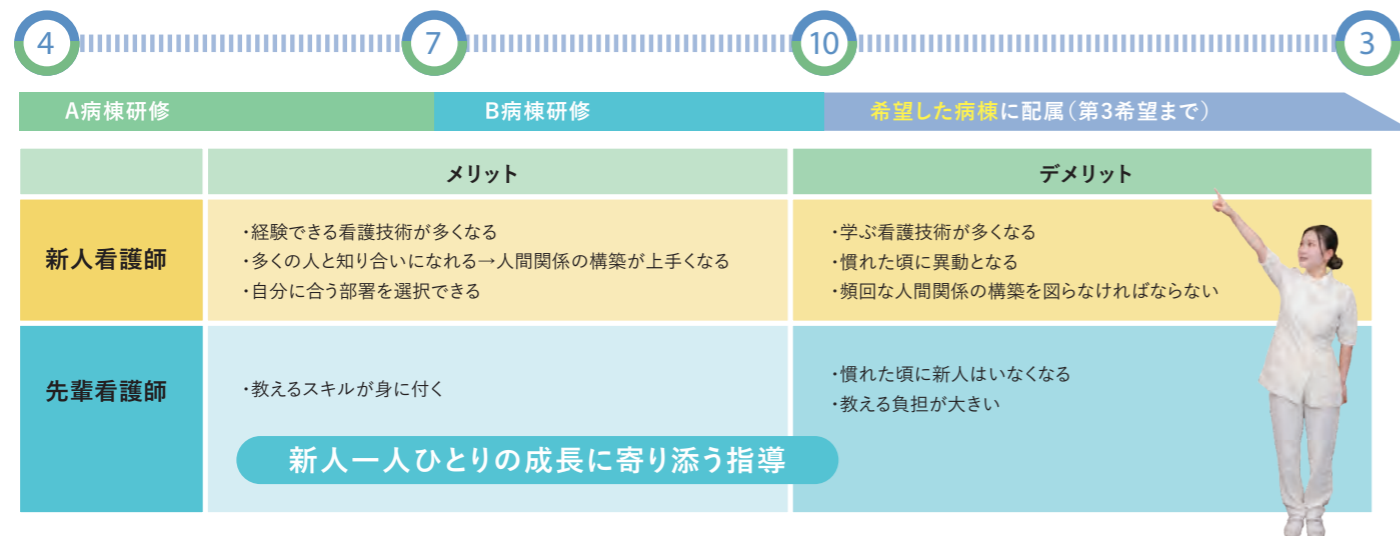 4 7 10 3
A病棟研修 B病棟研修 希望した病棟に配属（第3希望まで）
メリット デメリット
新人看護師
・経験できる看護技術が多くなる
・多くの人と知り合いになれる→人間関係の構築が上手くなる
・自分に合う部署を選択できる
・学ぶ看護技術が多くなる
・慣れた頃に異動となる
・頻回な人間関係の構築を図らなければならない
先輩看護師
・教えるスキルが身に付く
・慣れた頃に新人はいなくなる
・教える負担が大きい
新人一人ひとりの成長に寄り添う指導